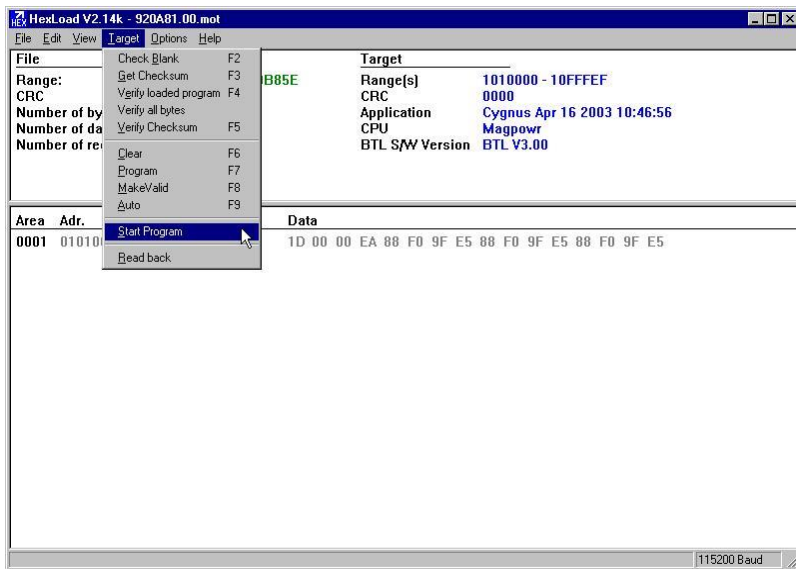 HEX HexLoad V2.14k - 920A81.00.mot
File Edit View Target Options Help
File
Range: B85E
CRC
Number of by
Number of da
Number of re
Check Blank F2
Get Checksum F3
Verify loaded program F4
Verify all bytes
Verify Checksum F5
Clear F6
Program F7
MakeValid F8
Auto F9
Start Program
Read back
Target
Range(s) 1010000 - 10FFFEF
CRC 0000
Application Cygnus Apr 16 2003 10:46:56
CPU Magpowr
BTL S/W Version BTL V3.00
Area Adr. Data
0001 01010 1D 00 00 EA 88 F0 9F E5 88 F0 9F E5 88 F0 9F E5
115200 Baud